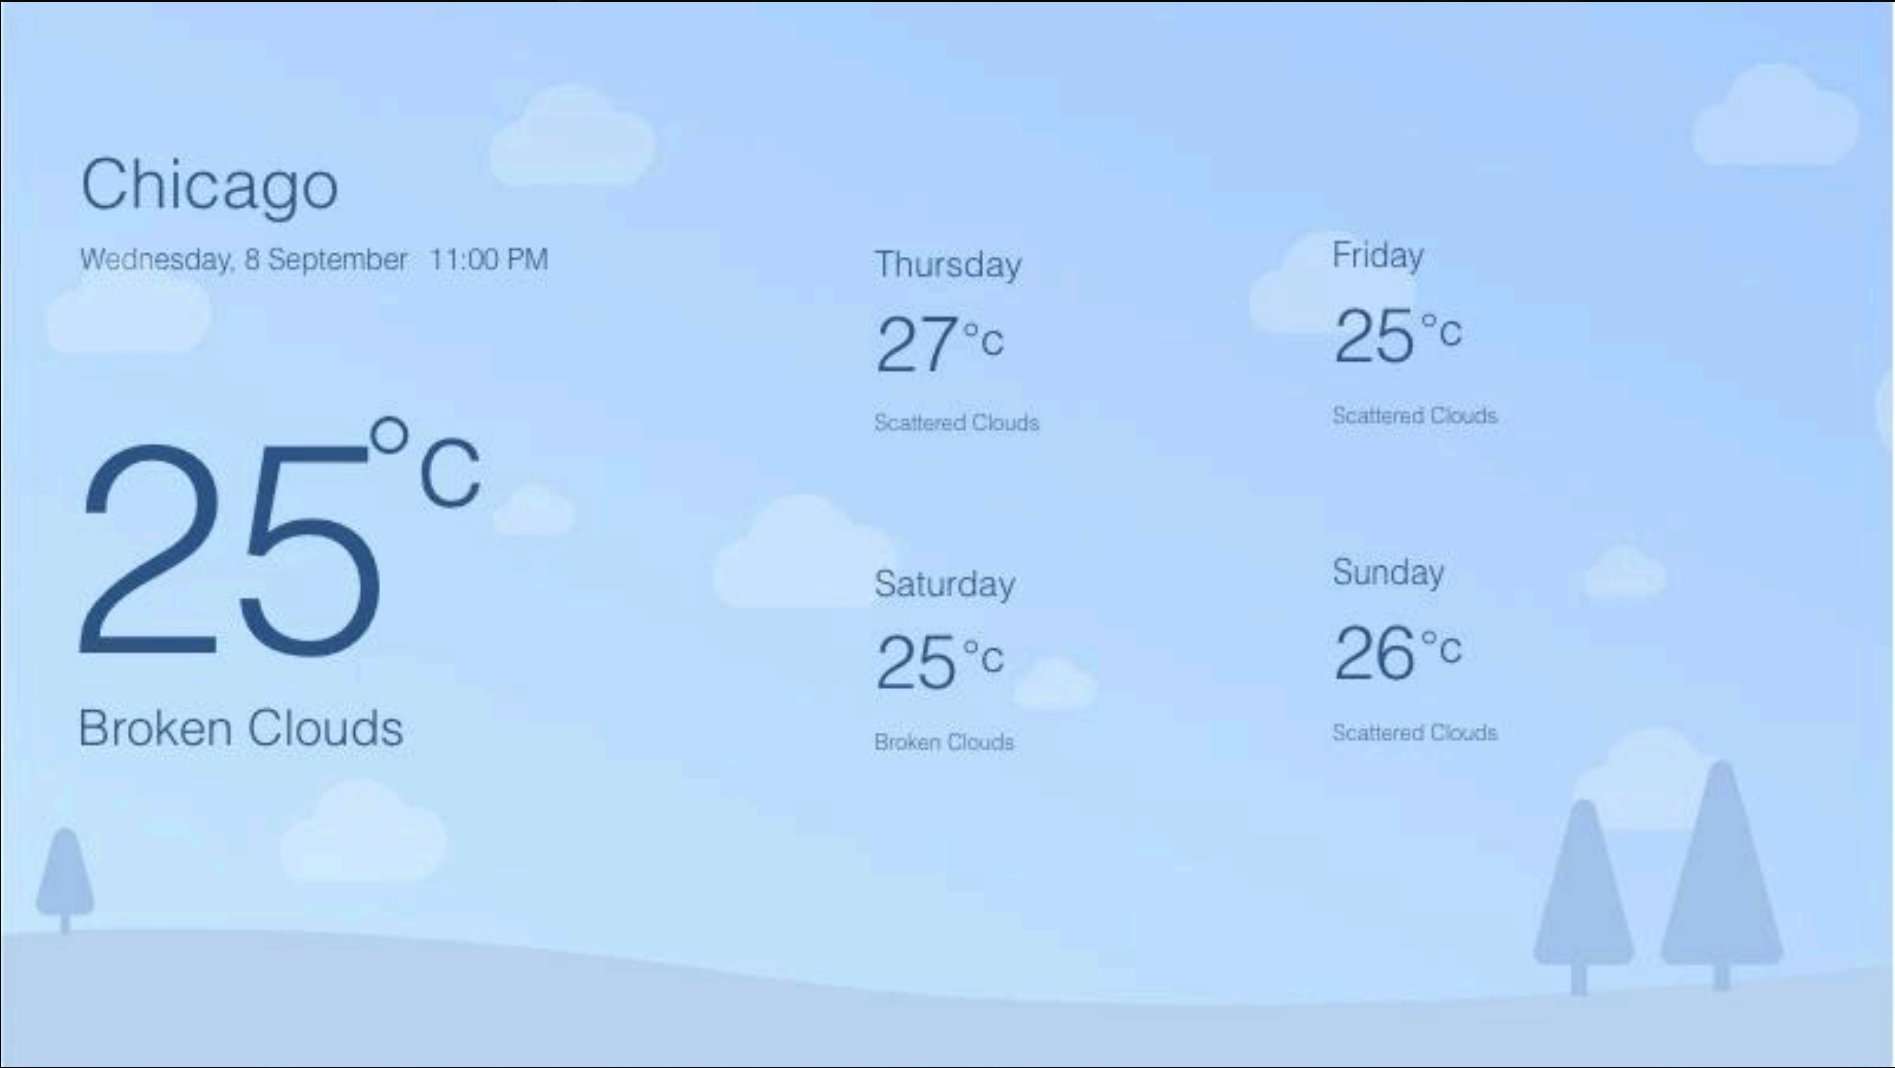 Chicago
Wednesday, 8 September 11:00 PM
25°C
Broken Clouds
Thursday
27°C
Scattered Clouds
Friday
25°C
Scattered Clouds
Saturday
25°C
Broken Clouds
Sunday
26°C
Scattered Clouds